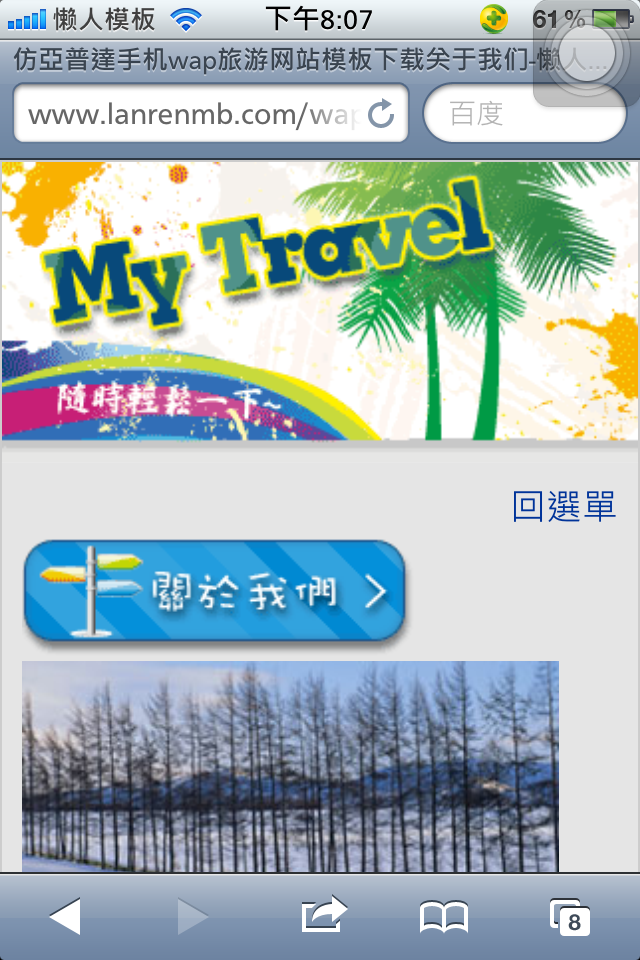 懒人模板 下午8:07 61%
仿亞普達手机wap旅游网站模板下载关于我们-懒人...
www.lanrenmb.com/wap 百度
My Travel
隨時輕鬆一下~
回選單
關於我們
8